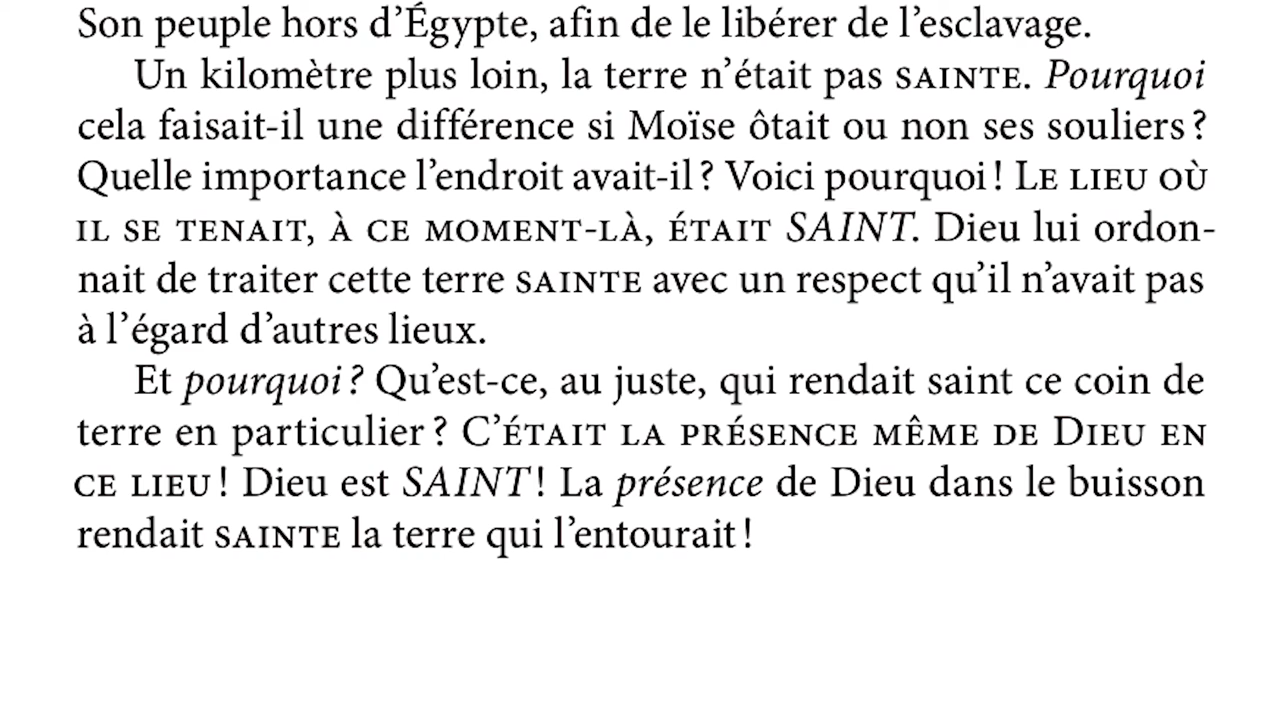 Son peuple hors d’Égypte, afin de le libérer de l’esclavage.
Un kilomètre plus loin, la terre n’était pas SAINTE. Pourquoi
cela faisait-il une différence si Moïse ôtait ou non ses souliers ?
Quelle importance l’endroit avait-il ? Voici pourquoi ! LE LIEU OÙ
IL SE TENAIT, À CE MOMENT-LÀ, ÉTAIT SAINT. Dieu lui ordon-
nait de traiter cette terre SAINTE avec un respect qu’il n’avait pas
à l’égard d’autres lieux.
Et pourquoi ? Qu’est-ce, au juste, qui rendait saint ce coin de
terre en particulier ? C’ÉTAIT LA PRÉSENCE MÊME DE DIEU EN
CE LIEU ! Dieu est SAINT ! La présence de Dieu dans le buisson
rendait SAINTE la terre qui l’entourait !